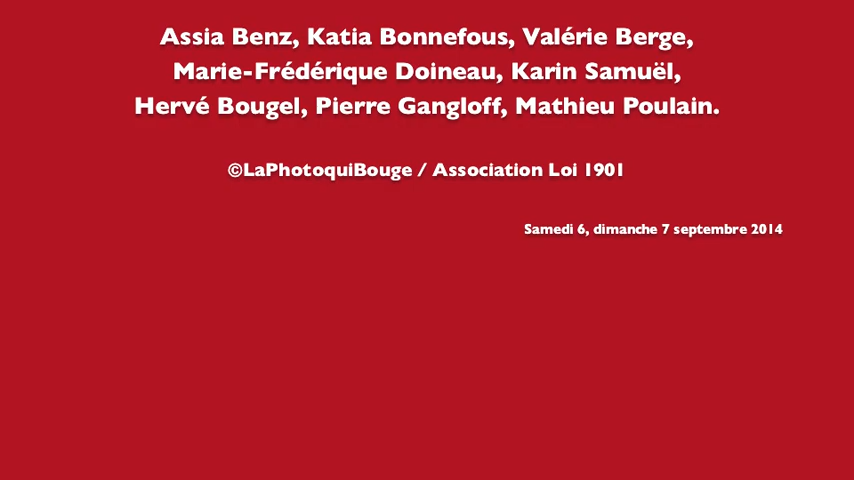 Assia Benz, Katia Bonnefous, Valérie Berge,
Marie-Frédérique Doineau, Karin Samuël,
Hervé Bougel, Pierre Gangloff, Mathieu Poulain.
©LaPhotoquiBouge / Association Loi 1901
Samedi 6, dimanche 7 septembre 2014